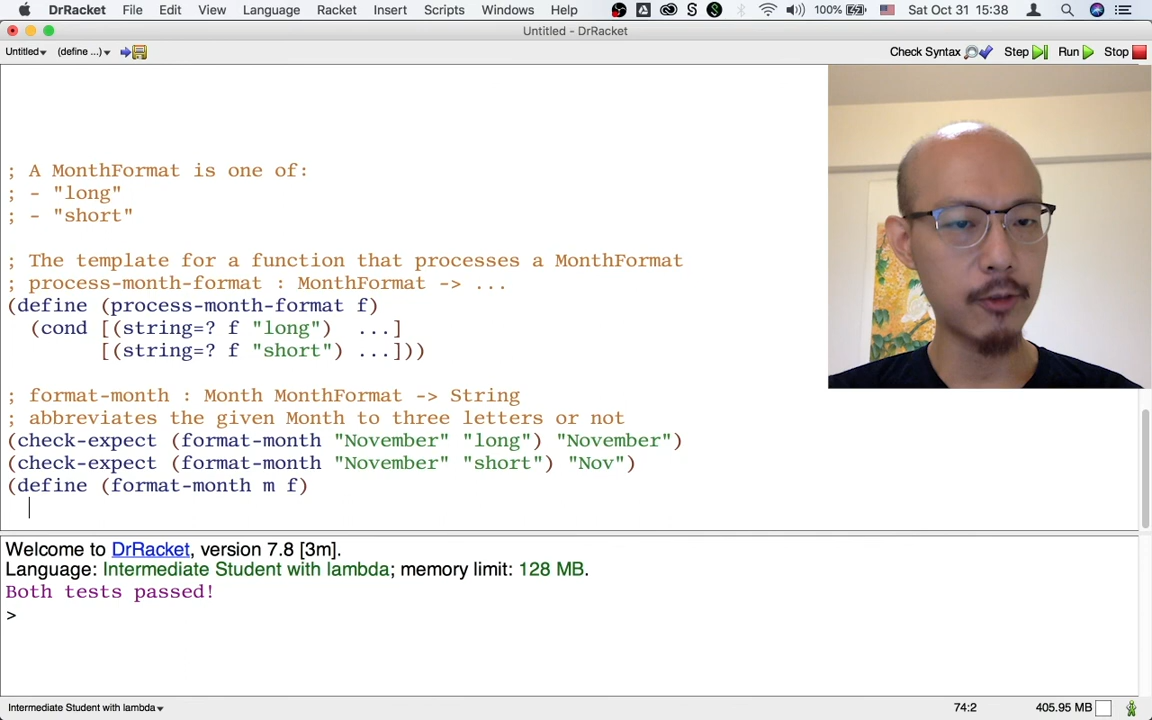 DrRacket File Edit View Language Racket Insert Scripts Windows Help 100% Sat Oct 31 15:38
Untitled - DrRacket
Untitled (define ...) Check Syntax Step Run Stop
; A MonthFormat is one of:
; - "long"
; - "short"
; The template for a function that processes a MonthFormat
; process-month-format : MonthFormat -> ...
(define (process-month-format f)
(cond [(string=? f "long") ...]
[(string=? f "short") ...]))
; format-month : Month MonthFormat -> String
; abbreviates the given Month to three letters or not
(check-expect (format-month "November" "long") "November")
(check-expect (format-month "November" "short") "Nov")
(define (format-month m f)
Welcome to DrRacket, version 7.8 [3m].
Language: Intermediate Student with lambda; memory limit: 128 MB.
Both tests passed!
>
Intermediate Student with lambda 74:2 405.95 MB